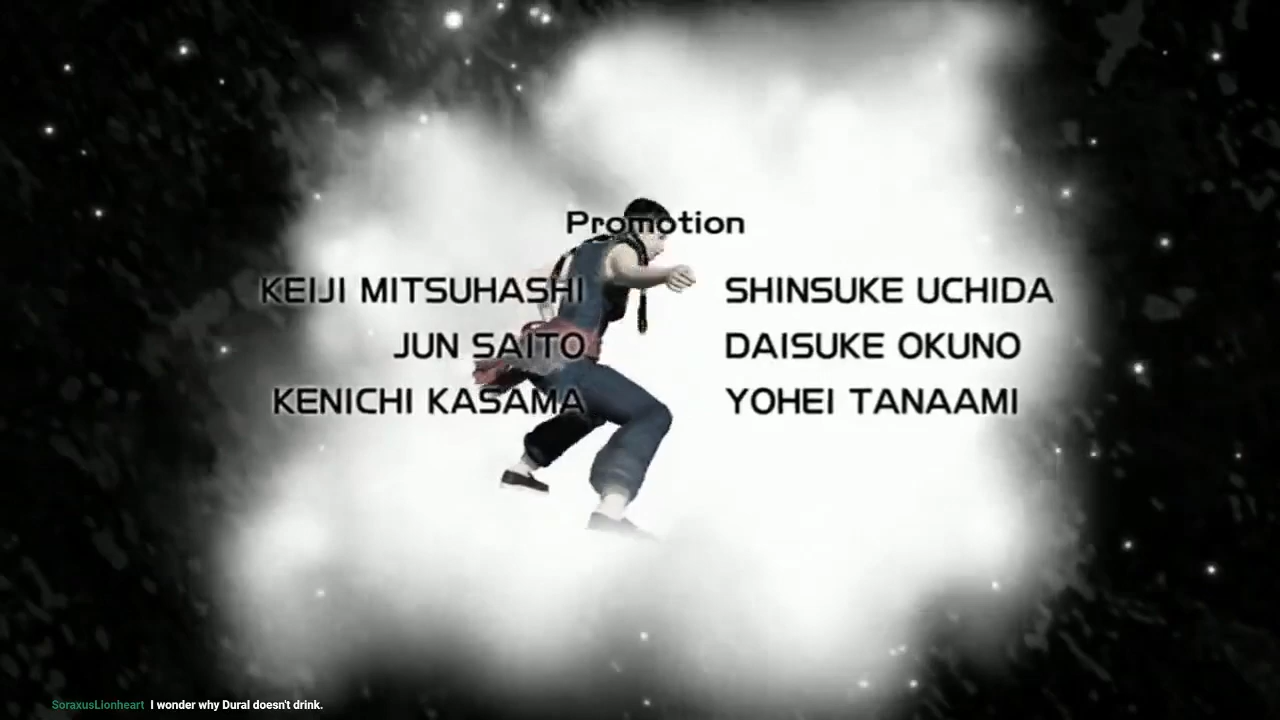 Promotion
KEIJI MITSUHASHI SHINSUKE UCHIDA
JUN SAITO DAISUKE OKUNO
KENICHI KASAMA YOHEI TANAAMI
SoraxusLionheart I wonder why Dural doesn't drink.